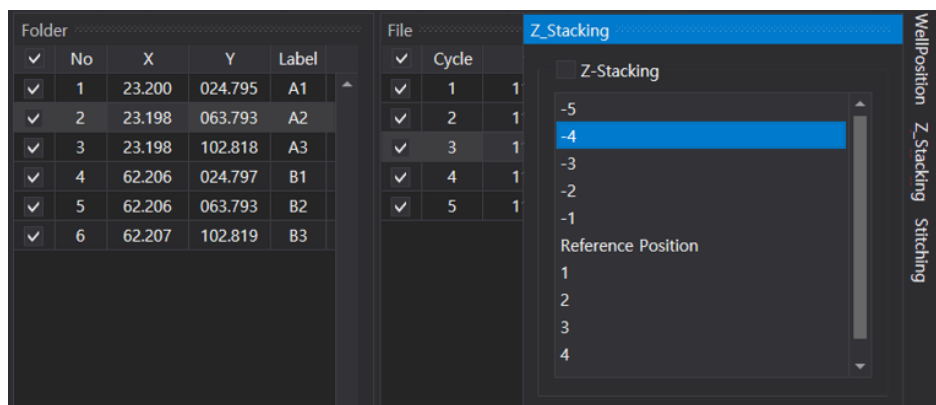 Folder
No X Y Label
1 23.200 024.795 A1
2 23.198 063.793 A2
3 23.198 102.818 A3
4 62.206 024.797 B1
5 62.206 063.793 B2
6 62.207 102.819 B3
File
Cycle
1
2
3
4
5
Z_Stacking
Z-Stacking
-5
-4
-3
-2
-1
Reference Position
1
2
3
4
WellPosition
Z_Stacking
Stitching